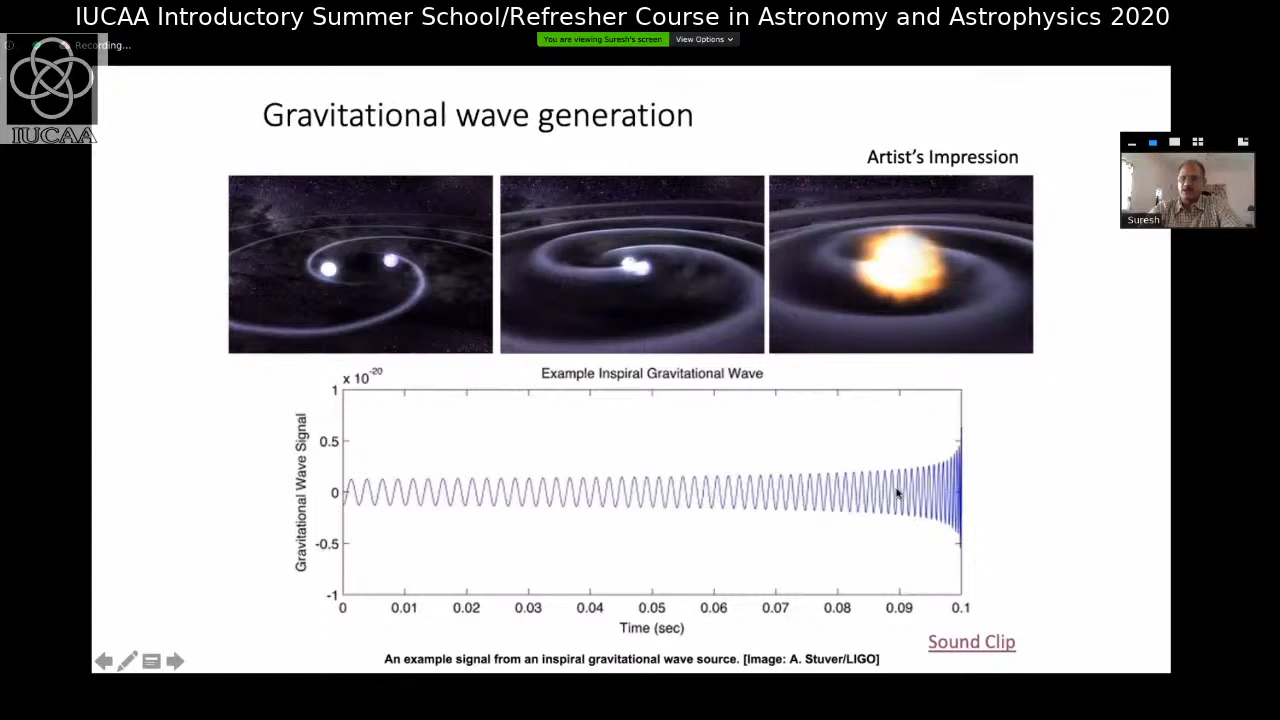 IUCAA Introductory Summer School/Refresher Course in Astronomy and Astrophysics 2020
You are viewing Suresh's screen View Options
Recording...
IUCAA
Gravitational wave generation
Artist's Impression
Suresh
x 10⁻²⁰
Example Inspiral Gravitational Wave
1
0.5
0
-0.5
-1
Gravitational Wave Signal
0 0.01 0.02 0.03 0.04 0.05 0.06 0.07 0.08 0.09 0.1
Time (sec)
Sound Clip
An example signal from an inspiral gravitational wave source. [Image: A. Stuver/LIGO]